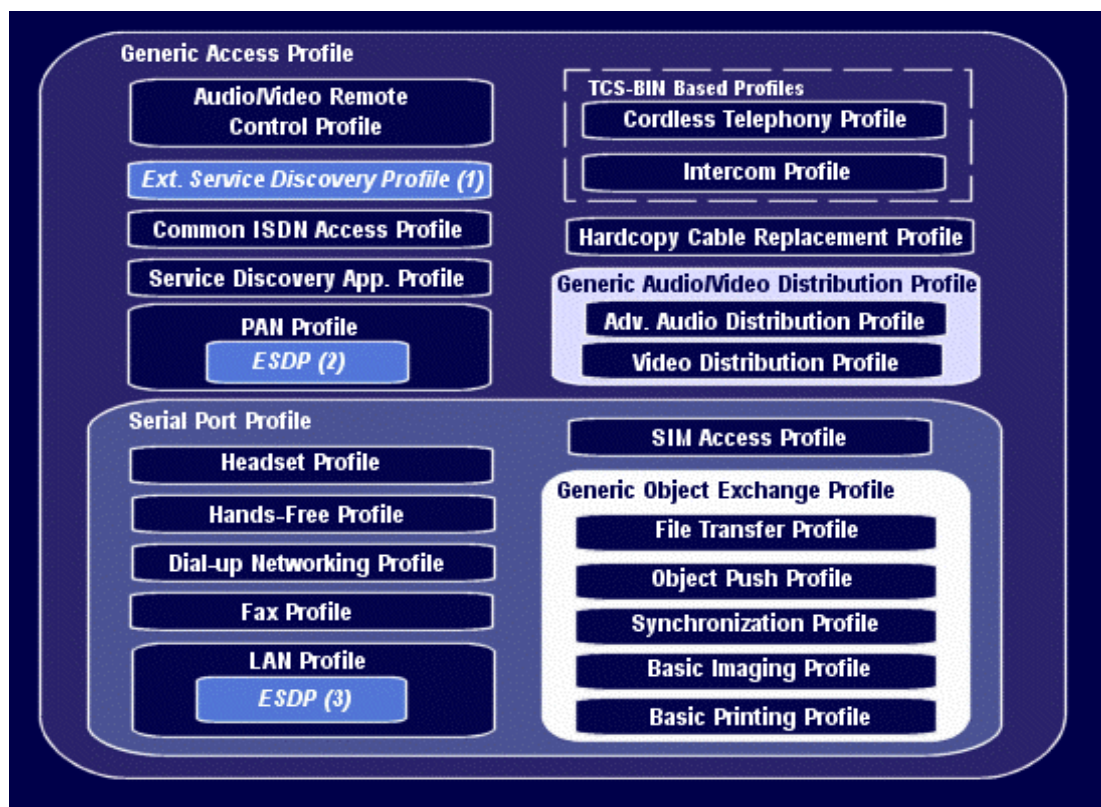 Generic Access Profile
Audio/Video Remote
Control Profile
Ext. Service Discovery Profile (1)
Common ISDN Access Profile
Service Discovery App. Profile
PAN Profile
ESDP (2)
TCS-BIN Based Profiles
Cordless Telephony Profile
Intercom Profile
Hardcopy Cable Replacement Profile
Generic Audio/Video Distribution Profile
Adv. Audio Distribution Profile
Video Distribution Profile
Serial Port Profile
Headset Profile
Hands-Free Profile
Dial-up Networking Profile
Fax Profile
LAN Profile
ESDP (3)
SIM Access Profile
Generic Object Exchange Profile
File Transfer Profile
Object Push Profile
Synchronization Profile
Basic Imaging Profile
Basic Printing Profile